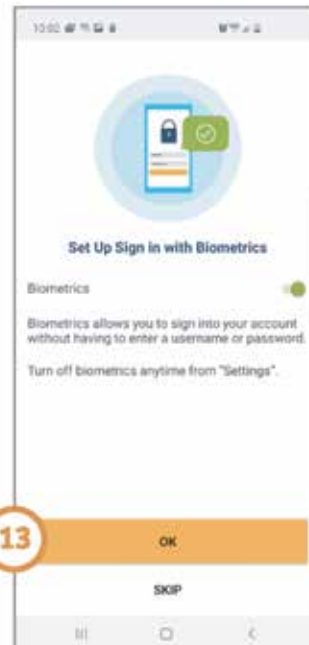 10:02
Set Up Sign in with Biometrics
Biometrics
Biometrics allows you to sign into your account
without having to enter a username or password.
Turn off biometrics anytime from "Settings".
13
OK
SKIP